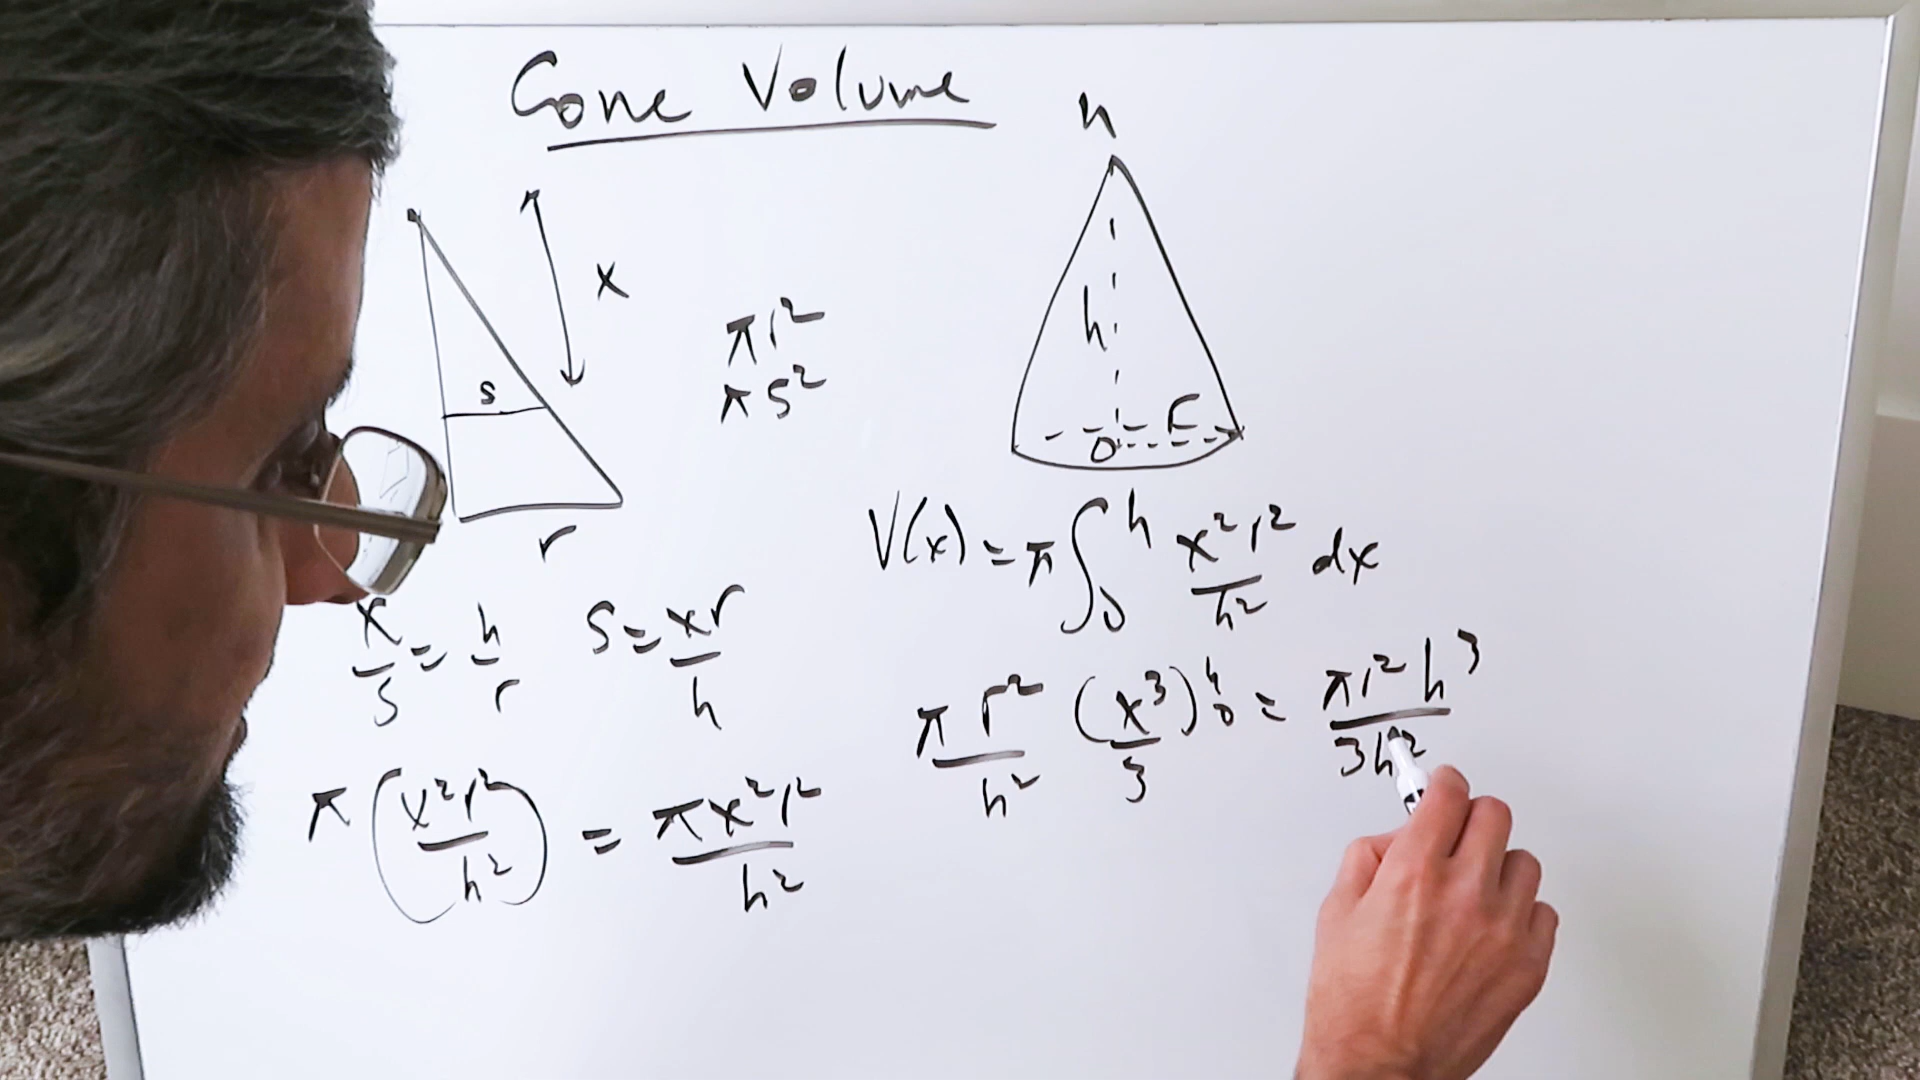 Cone Volume
n
x
s
r
πr²
πs²
h
O r
x/s = h/r
s = xr/h
π(x²r²/h²) = πx²r²/h²
V(x) = π∫₀ʰ x²r²/h² dx
πr²/h² (x³/3)₀ʰ = πr²h³/3h²